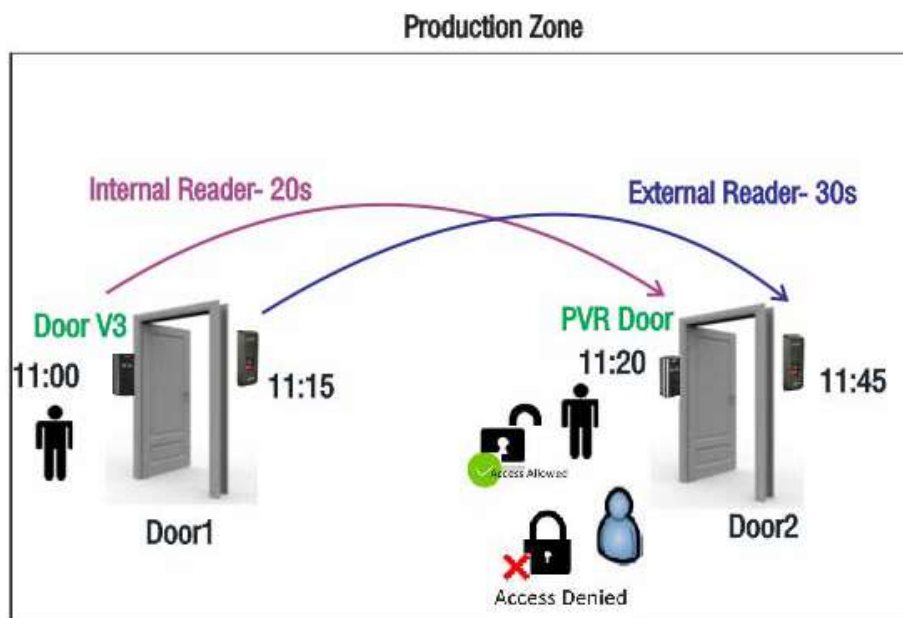 Production Zone
Internal Reader- 20s
External Reader- 30s
Door V3
PVR Door
11:00
11:15
11:20
11:45
Access Allowed
Door1
Door2
Access Denied